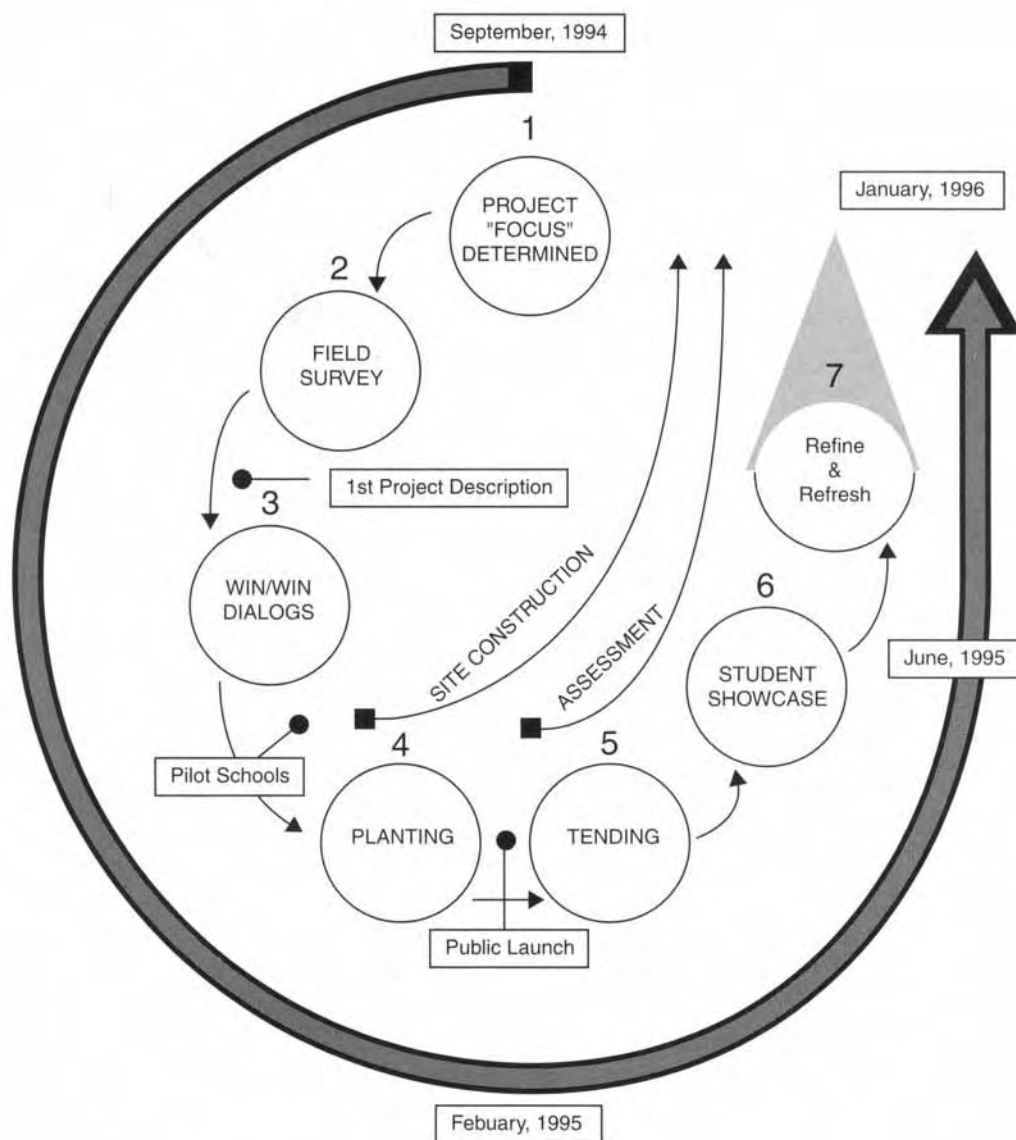 September, 1994
1
PROJECT
"FOCUS"
DETERMINED
January, 1996
2
FIELD
SURVEY
7
Refine
&
Refresh
1st Project Description
3
WIN/WIN
DIALOGS
SITE CONSTRUCTION
ASSESSMENT
6
STUDENT
SHOWCASE
June, 1995
Pilot Schools
4
PLANTING
5
TENDING
Public Launch
Febuary, 1995